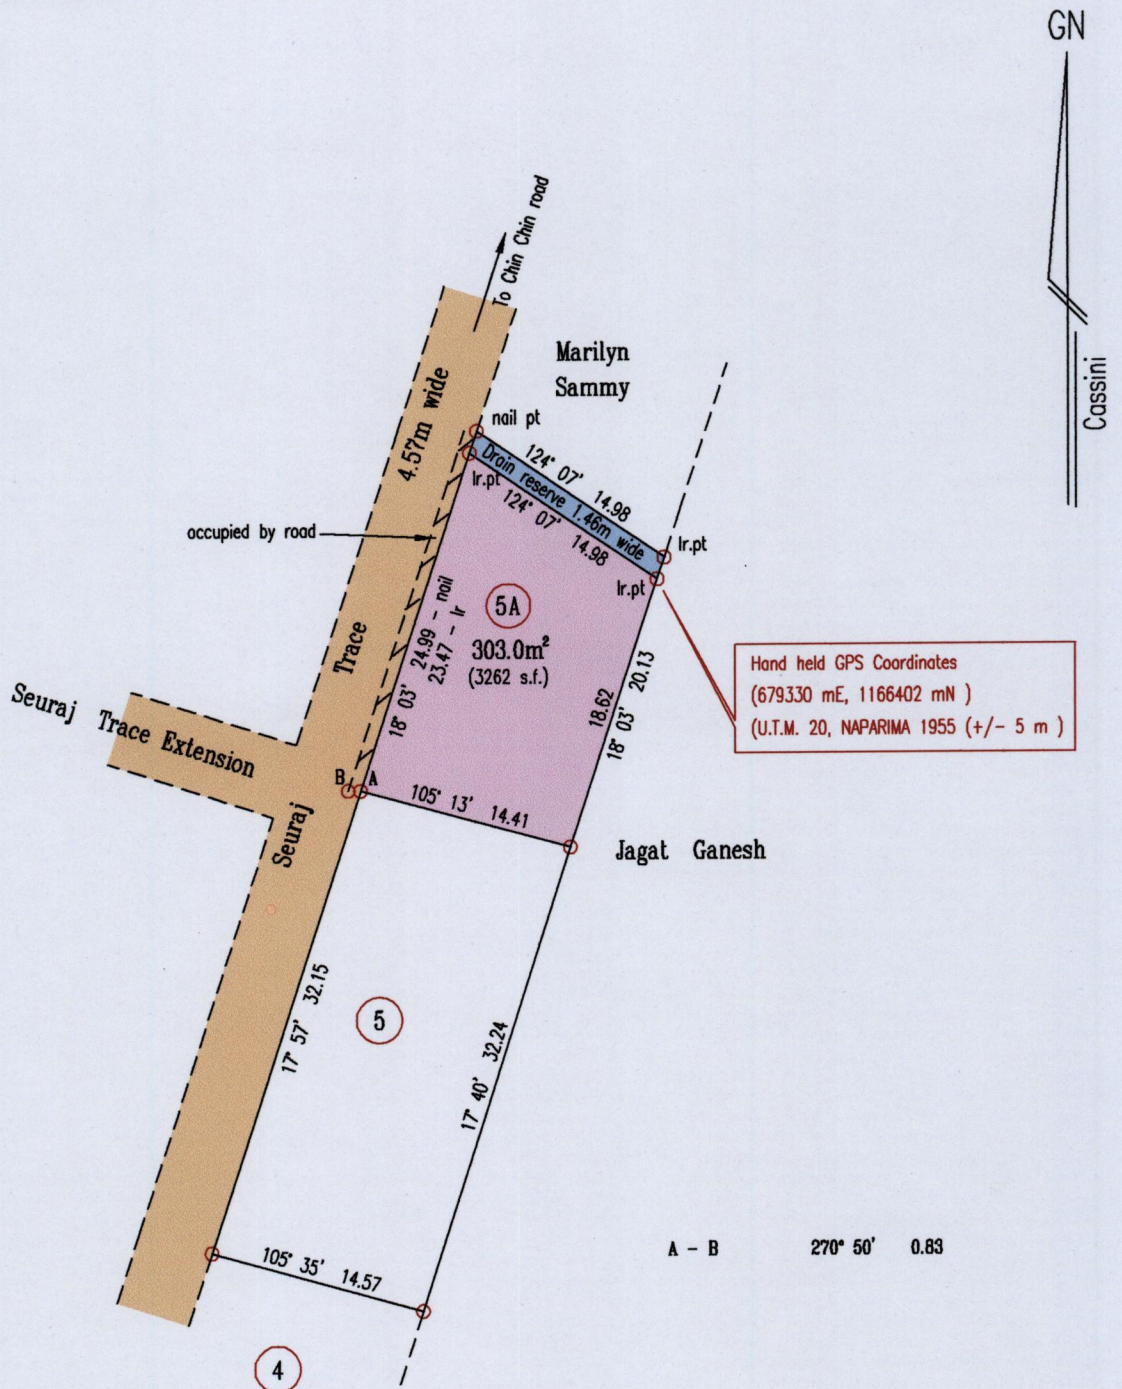 GN
Cassini
To Chin Chin road
Marilyn
Sammy
4.57m wide
nail pt
124° 07' 14.98
Drain reserve 1.46m wide
Ir.pt
124° 07' 14.98
Ir.pt
Ir.pt
occupied by road
5A
303.0m²
(3262 s.f.)
24.99 - nail
23.47 - Ir
18° 03'
18.62
20.13
18° 03'
Trace
Hand held GPS Coordinates
(679330 mE, 1166402 mN )
(U.T.M. 20, NAPARIMA 1955 (+/- 5 m )
Seuraj Trace Extension
B
A
105° 13' 14.41
Seuraj
Jagat Ganesh
17° 57' 32.15
5
17° 40' 32.24
A - B 270° 50' 0.83
105° 35' 14.57
4